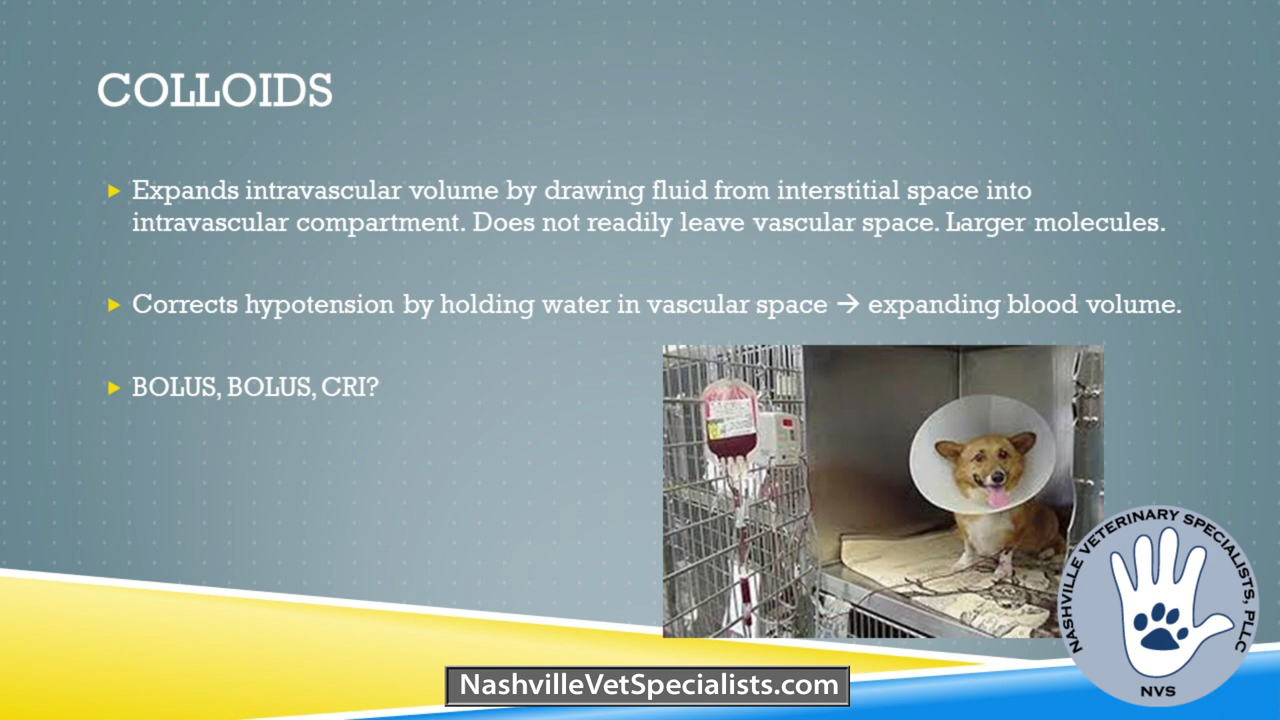 COLLOIDS
Expands intravascular volume by drawing fluid from interstitial space into
intravascular compartment. Does not readily leave vascular space. Larger molecules.
Corrects hypotension by holding water in vascular space → expanding blood volume.
BOLUS, BOLUS, CRI?
NASHVILLE VETERINARY SPECIALISTS, PLLC
NVS
NashvilleVetSpecialists.com